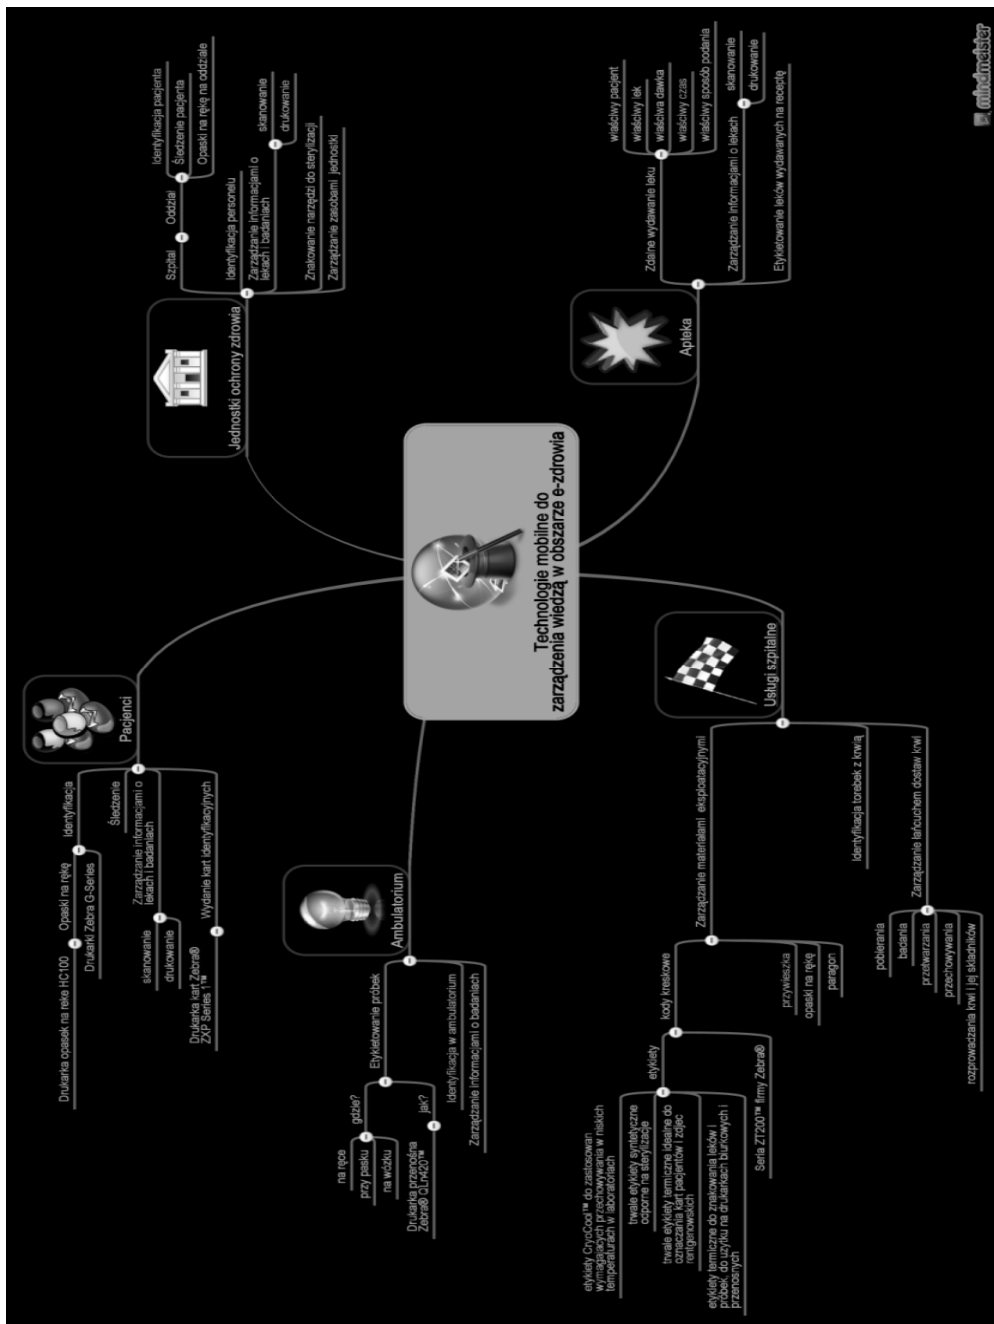 Technologie mobilne do
zarządzenia wiedzą w obszarze e-zdrowia
Jednostki ochrony zdrowia
Szpital
Oddział
Identyfikacja pacjenta
Śledzenie pacjenta
Opaski na rękę na oddziale
Identyfikacja personelu
Zarządzanie informacjami o
lekach i badaniach
skanowanie
drukowanie
Znakowanie narzędzi do sterylizacji
Zarządzanie zasobami jednostki
Apteka
Zdalne wydawanie leku
właściwy pacjent
właściwy lek
właściwa dawka
właściwy czas
właściwy sposób podania
Zarządzanie informacjami o lekach
skanowanie
drukowanie
Etykietowanie leków wydawanych na receptę
Pacjenci
Identyfikacja
Opaski na rękę
Drukarka opasek na reke HC100
Drukarki Zebra G-Series
Śledzenie
Zarządzanie informacjami o
lekach i badaniach
skanowanie
drukowanie
Wydanie kart identyfikacyjnych
Drukarka kart Zebra®
ZXP Series 1™
Ambulatorium
Etykietowanie próbek
gdzie?
na ręce
przy pasku
na wózku
jak?
Drukarka przenośna
Zebra® QLn420™
Identyfikacja w ambulatorium
Zarządzanie informacjami o badaniach
Usługi szpitalne
Zarządzanie materiałami eksploatacyjnymi
kody kreskowe
etykiety
etykiety CryoCool™ do zastosowan
wymagających przechowywania w niskich
temperaturach w laboratoriach
trwałe etykiety syntetyczne
odporne na sterylizacje
trwałe etykiety termiczne idealne do
oznaczania kart pacjentów i zdjec
rentgenowskich
etykiety termiczne do znakowania leków i
próbek, do uzytku na drukarkach biurkowych i
przenosnych
Seria ZT200™ firmy Zebra®
przywieszka
opaski na rękę
paragon
Identyfikacja torebek z krwią
Zarządzanie łańcuchem dostaw krwi
pobierania
badania
przetwarzania
przechowywania
rozprowadzania krwi i jej składników
mindmeister